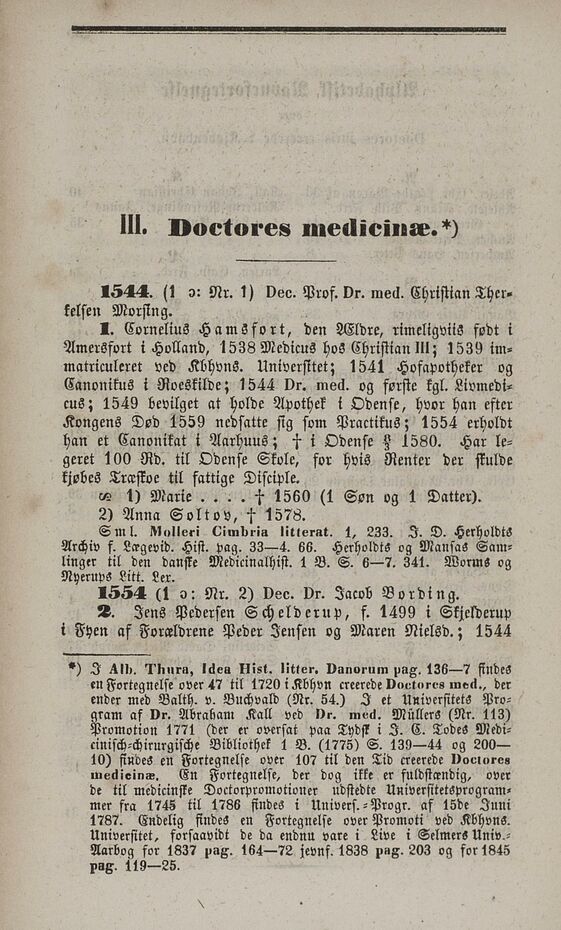 III. Doctores medicinæ.*)
1544. (1 ɔ: Nr. 1) Dec. Prof. Dr. med. Christian Ther-
kelsen Morsing.
1. Cornelius Hamsfort, den Ældre, rimeligviis født i
Amersfort i Holland, 1538 Medicus hos Christian III; 1539 im-
matriculeret ved Kbhvns. Universitet; 1541 Hofapotheker og
Canonikus i Roeskilde; 1544 Dr. med. og første kgl. Livmedi-
cus; 1549 bevilget at holde Apothek i Odense, hvor han efter
Kongens Død 1559 nedsatte sig som Practikus; 1554 erholdt
han et Canonikat i Aarhuus; † i Odense § 1580. Har le-
geret 100 Rd. til Odense Skole, for hvis Renter der skulde
kjøbes Træskoe til fattige Disciple.
⚭ 1) Marie . . . . † 1560 (1 Søn og 1 Datter).
2) Anna Soltov, † 1578.
Sml. Molleri Cimbria litterat. 1, 233. J. D. Herholdts
Archiv f. Lægevid. Hist. pag. 33—4. 66. Herholdts og Mansas Sam-
linger til den danske Medicinalhist. 1 B. S. 6—7. 341. Worms og
Nyerups Litt. Lex.
1554 (1 ɔ: Nr. 2) Dec. Dr. Jacob Bording.
2. Jens Pedersen Schelderup, f. 1499 i Skjelderup
i Fyen af Forældrene Peder Jensen og Maren Nielsd.; 1544
*) I Alb. Thura, Idea Hist. litter. Danorum pag. 136—7 findes
en Fortegnelse over 47 til 1720 i Kbhvn creerede Doctores med., der
ender med Balth. v. Buchvald (Nr. 54.) I et Universitets Pro-
gram af Dr. Abraham Kall ved Dr. med. Müllers (Nr. 113)
Promotion 1771 (der er oversat paa Tydsk i J. C. Todes Medi-
cinisch-chirurgische Bibliothek 1 B. (1775) S. 139—44 og 200—
10) findes en Fortegnelse over 107 til den Tid creerede Doctores
medicinæ. En Fortegnelse, der dog ikke er fuldstændig, over
de til medicinske Doctorpromotioner udstedte Universitetsprogram-
mer fra 1745 til 1786 findes i Univers.-Progr. af 15de Juni
1787. Endelig findes en Fortegnelse over Promoti ved Kbhvns.
Universitet, forsaavidt de da endnu vare i Live i Selmers Univ.-
Aarbog for 1837 pag. 164—72 jevnf. 1838 pag. 203 og for 1845
pag. 119—25.